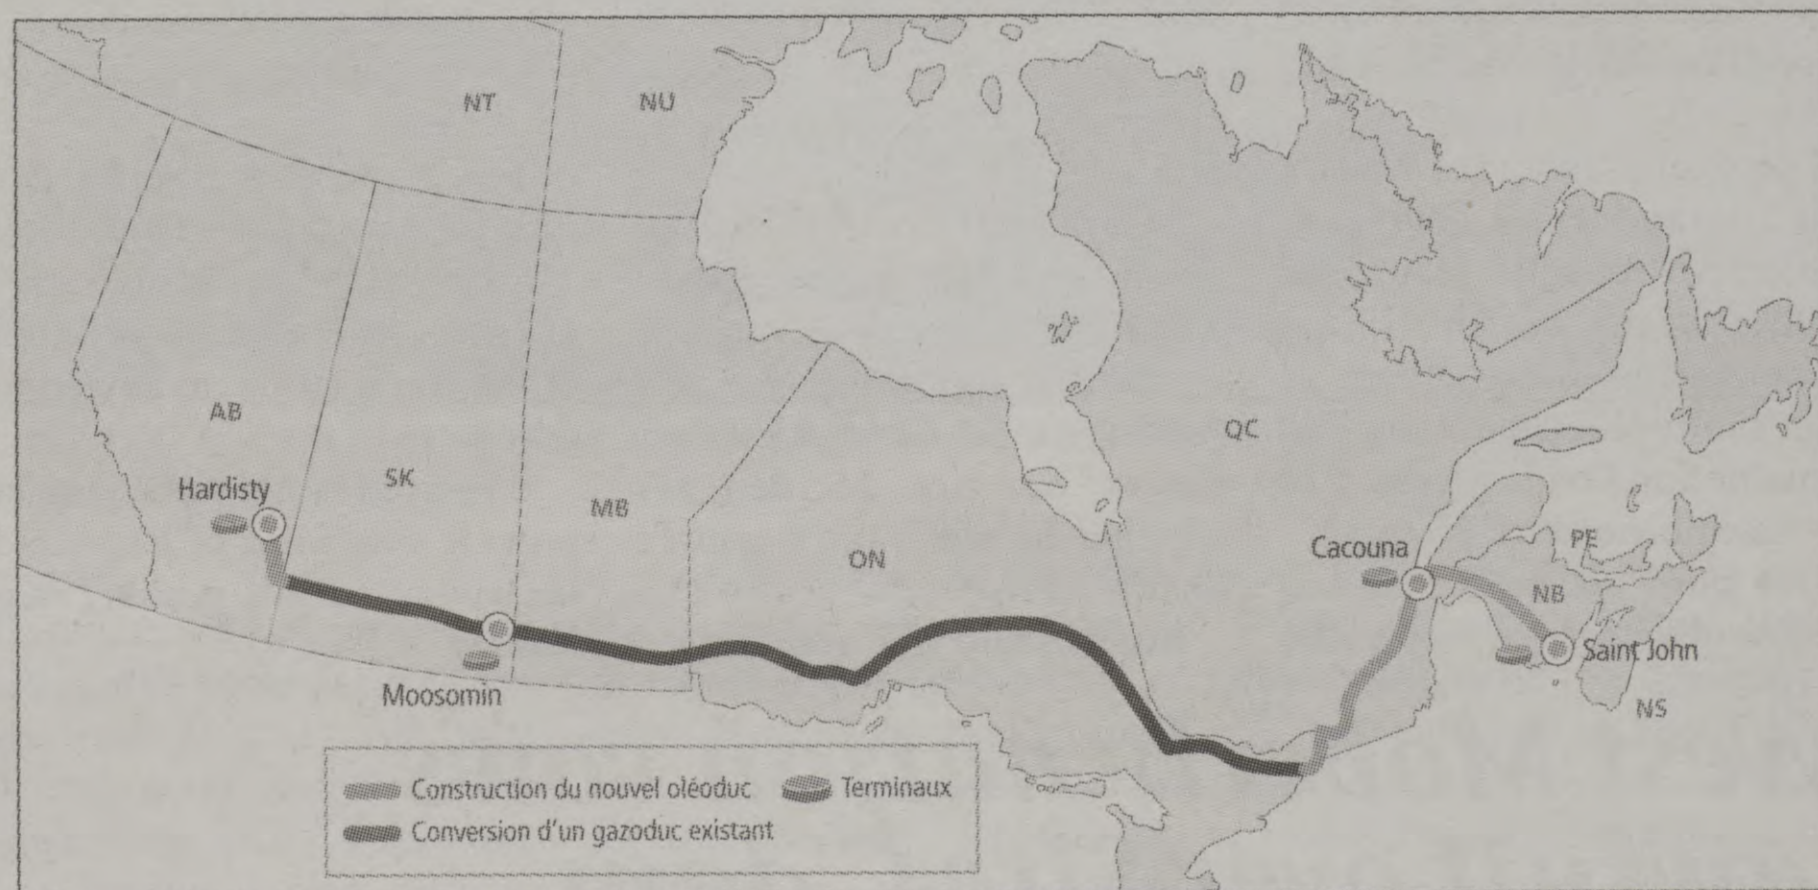 NT
NU
AB
SK
MB
ON
QC
PE
NB
NS
Hardisty
Moosomin
Cacouna
Saint John
Construction du nouvel oléoduc
Terminaux
Conversion d'un gazoduc existant